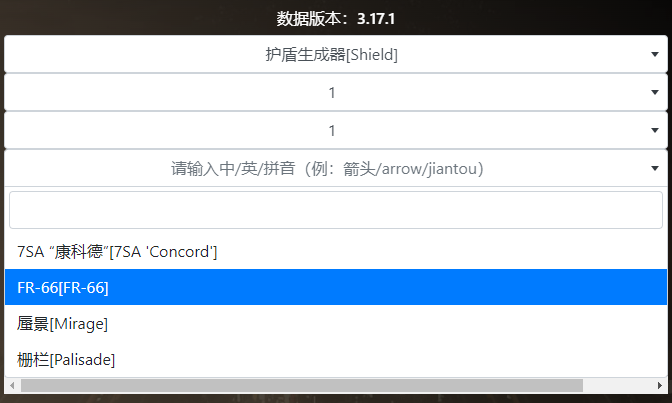 数据版本：3.17.1
护盾生成器[Shield]
1
1
请输入中/英/拼音（例：箭头/arrow/jiantou）
7SA “康科德”[7SA 'Concord']
FR-66[FR-66]
蜃景[Mirage]
栅栏[Palisade]